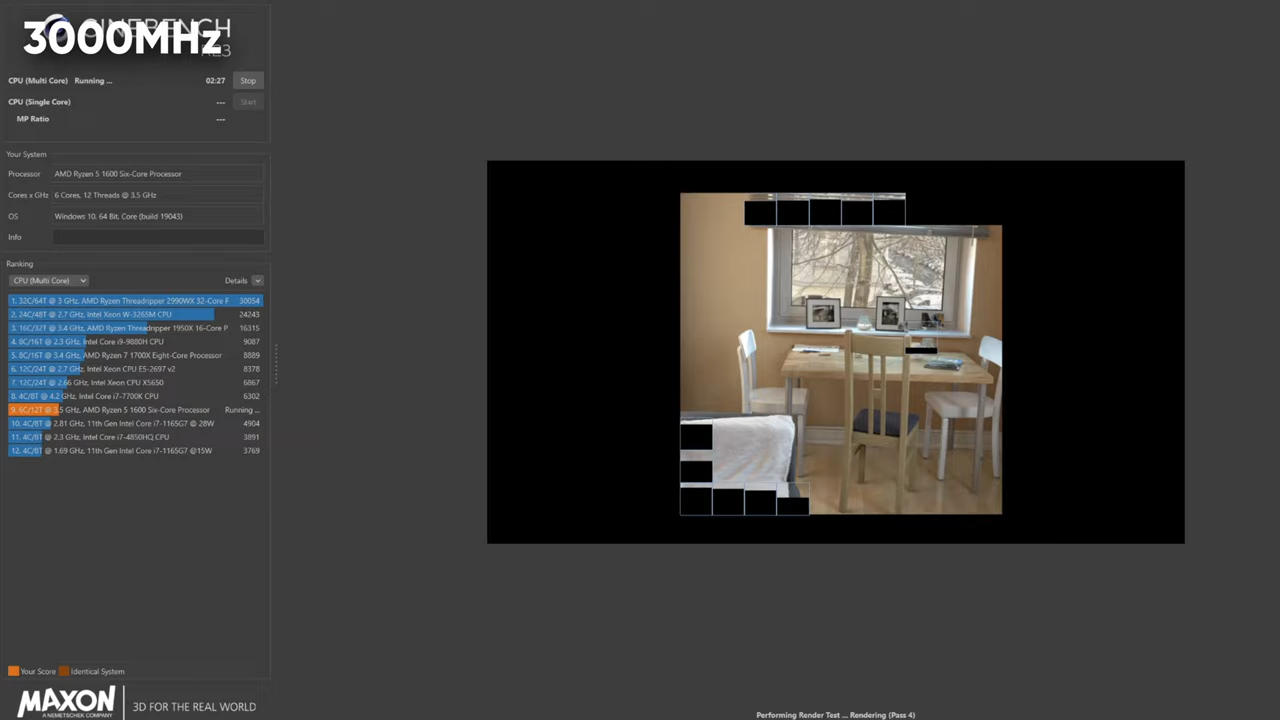 CINEBENCH
3000MHz
R23
CPU (Multi Core) Running ... 02:27 Stop
CPU (Single Core) --- Start
MP Ratio ---
Your System
Processor AMD Ryzen 5 1600 Six-Core Processor
Cores x GHz 6 Cores, 12 Threads @ 3.5 GHz
OS Windows 10, 64 Bit, Core (build 19043)
Info
Ranking
CPU (Multi Core) Details
1. 32C/64T @ 3 GHz, AMD Ryzen Threadripper 2990WX 32-Core F 30054
2. 24C/48T @ 2.7 GHz, Intel Xeon W-3265M CPU 24243
3. 16C/32T @ 3.4 GHz, AMD Ryzen Threadripper 1950X 16-Core P 16315
4. 8C/16T @ 2.3 GHz, Intel Core i9-9880H CPU 9087
5. 8C/16T @ 3.4 GHz, AMD Ryzen 7 1700X Eight-Core Processor 8889
6. 12C/24T @ 2.7 GHz, Intel Xeon CPU E5-2697 v2 8378
7. 12C/24T @ 2.66 GHz, Intel Xeon CPU X5650 6867
8. 4C/8T @ 4.2 GHz, Intel Core i7-7700K CPU 6302
9. 6C/12T @ 3.5 GHz, AMD Ryzen 5 1600 Six-Core Processor Running ...
10. 4C/8T @ 2.81 GHz, 11th Gen Intel Core i7-1165G7 @ 28W 4904
11. 4C/8T @ 2.3 GHz, Intel Core i7-4850HQ CPU 3891
12. 4C/8T @ 1.69 GHz, 11th Gen Intel Core i7-1165G7 @15W 3769
Your Score Identical System
MAXON 3D FOR THE REAL WORLD
A NEMETSCHEK COMPANY
Performing Render Test ... Rendering (Pass 4)